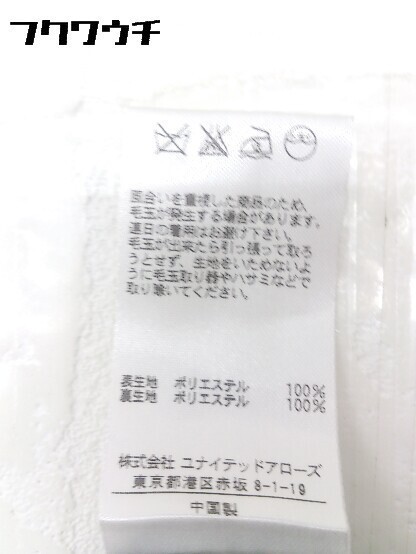 フクワウチ
風合いを重視した商品のため、
毛玉が発生する場合があります。
連日の着用はお避け下さい。
毛玉が出来たら引っ張って取ろ
うとせず、生地をいためないよ
うに毛玉取り器やハサミなどで
取り除いてください。
表生地 ポリエステル 100%
裏生地 ポリエステル 100%
株式会社 ユナイテッドアローズ
東京都港区赤坂 8-1-19
中国製